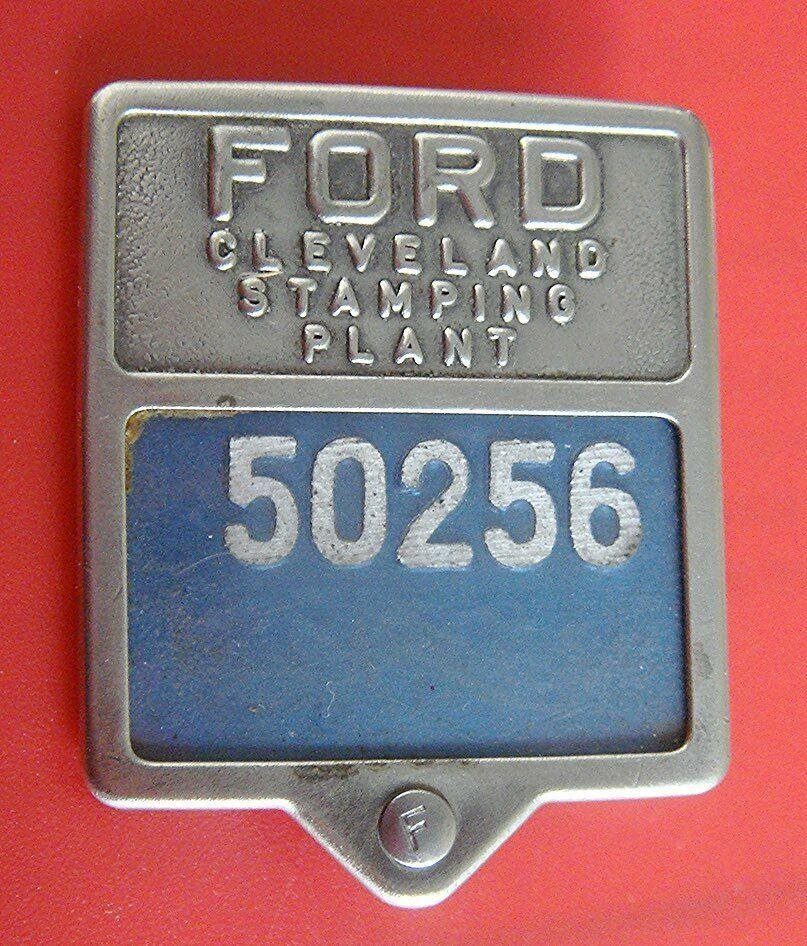 FORD
CLEVELAND
STAMPING
PLANT
50256
F